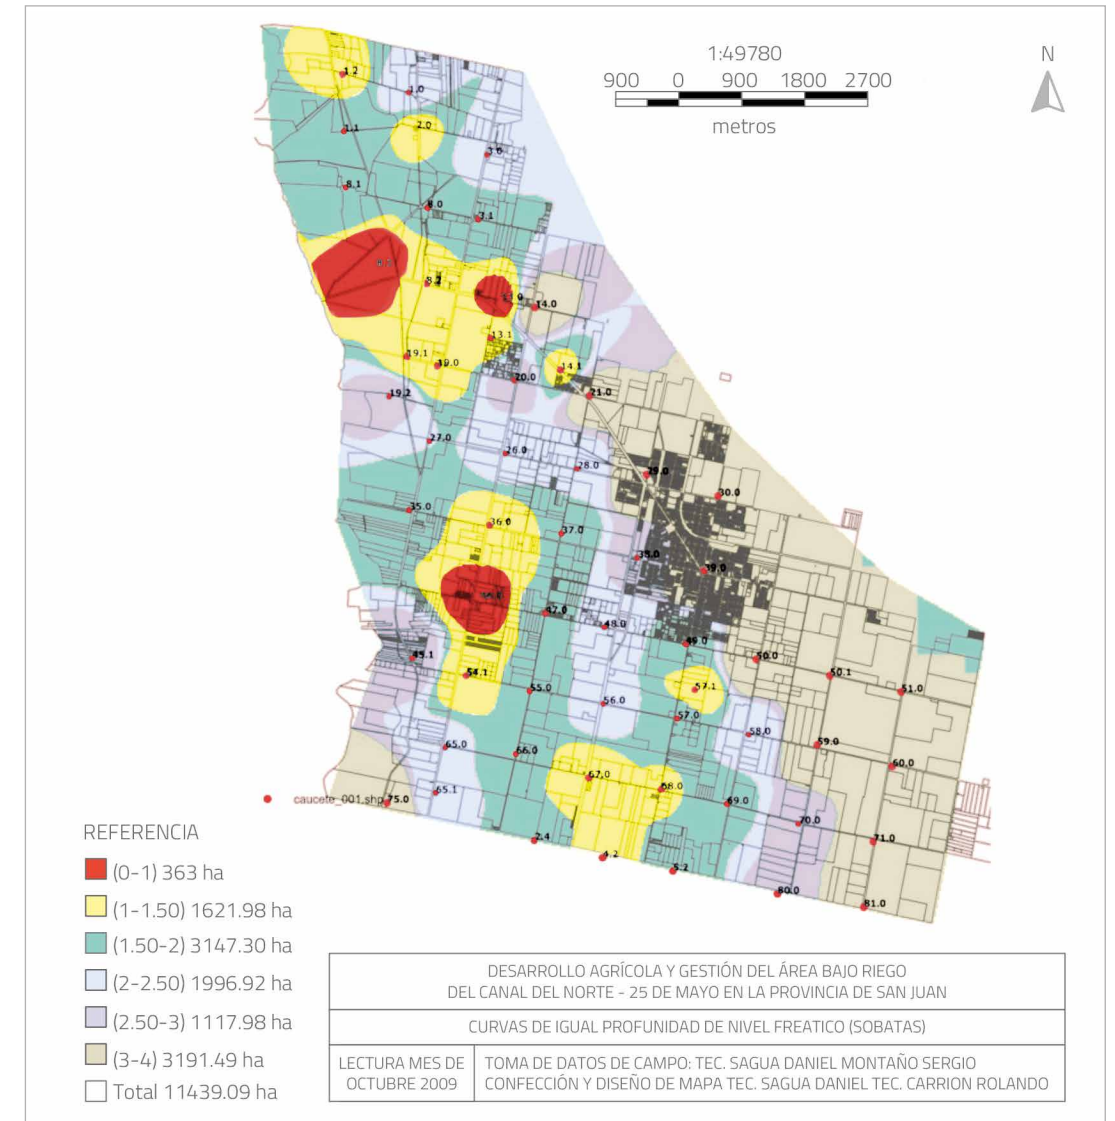 1:49780
N
900 0 900 1800 2700
metros
1.2
1.0
1.1
2.0
3.0
8.1
8.0
7.1
14.0
13.1
19.1
14.1
20.0
21.0
19.2
27.0
26.0
28.0
29.0
30.0
35.0
36.0
37.0
38.0
39.0
47.0
48.0
49.0
45.1
50.0
54.1
50.1
55.0
57.1
51.0
56.0
57.0
58.0
59.0
65.0
66.0
60.0
67.0
68.0
65.1
caucete_001.shp
75.0
69.0
70.0
71.0
2.4
4.2
5.2
80.0
81.0
REFERENCIA
(0-1) 363 ha
(1-1.50) 1621.98 ha
(1.50-2) 3147.30 ha
(2-2.50) 1996.92 ha
(2.50-3) 1117.98 ha
(3-4) 3191.49 ha
Total 11439.09 ha
DESARROLLO AGRÍCOLA Y GESTIÓN DEL ÁREA BAJO RIEGO
DEL CANAL DEL NORTE - 25 DE MAYO EN LA PROVINCIA DE SAN JUAN
CURVAS DE IGUAL PROFUNIDAD DE NIVEL FREATICO (SOBATAS)
LECTURA MES DE
OCTUBRE 2009
TOMA DE DATOS DE CAMPO: TEC. SAGUA DANIEL MONTAÑO SERGIO
CONFECCIÓN Y DISEÑO DE MAPA TEC. SAGUA DANIEL TEC. CARRION ROLANDO